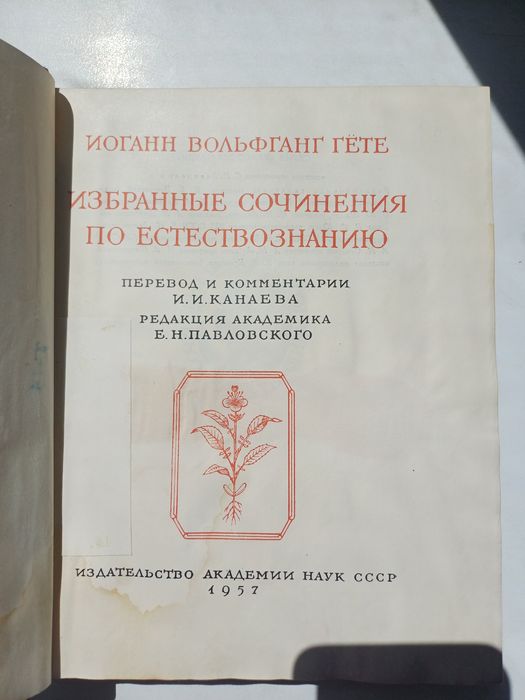 ИОГАНН ВОЛЬФГАНГ ГЁТЕ
ИЗБРАННЫЕ СОЧИНЕНИЯ
ПО ЕСТЕСТВОЗНАНИЮ
ПЕРЕВОД И КОММЕНТАРИИ
И.И.КАНАЕВА
РЕДАКЦИЯ АКАДЕМИКА
Е.Н.ПАВЛОВСКОГО
ИЗДАТЕЛЬСТВО АКАДЕМИИ НАУК СССР
1957